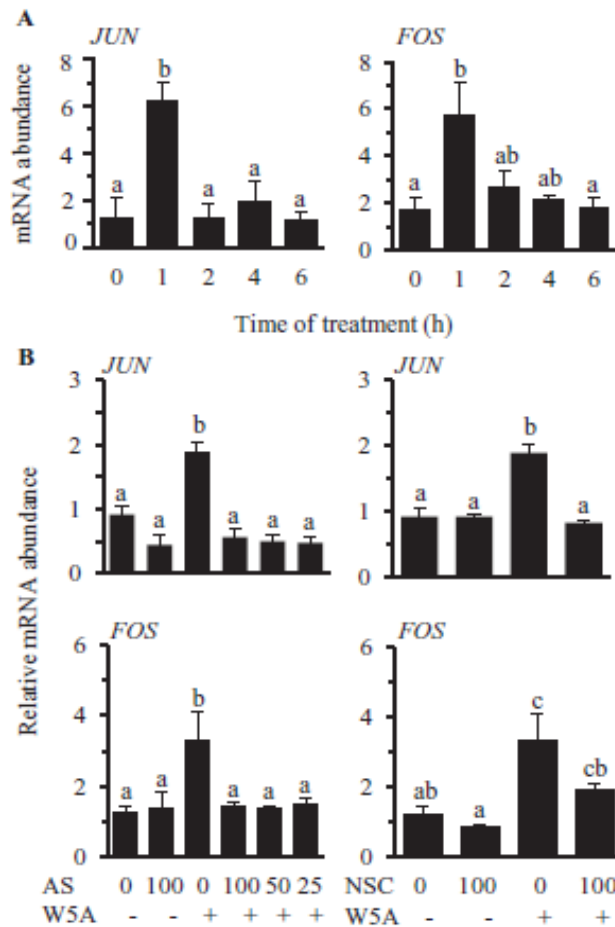 A
JUN FOS
mRNA abundance
8 8
6 6
4 4
2 2
0 0
a b a a a a b ab ab a
0 1 2 4 6 0 1 2 4 6
Time of treatment (h)
B
JUN JUN
Relative mRNA abundance
3 3
2 2
1 1
0 0
a a b a a a a a b a
FOS FOS
6 6
4 4
2 2
0 0
a a b a a a ab a c cb
AS 0 100 0 100 50 25 NSC 0 100 0 100
W5A - - + + + + W5A - - + +